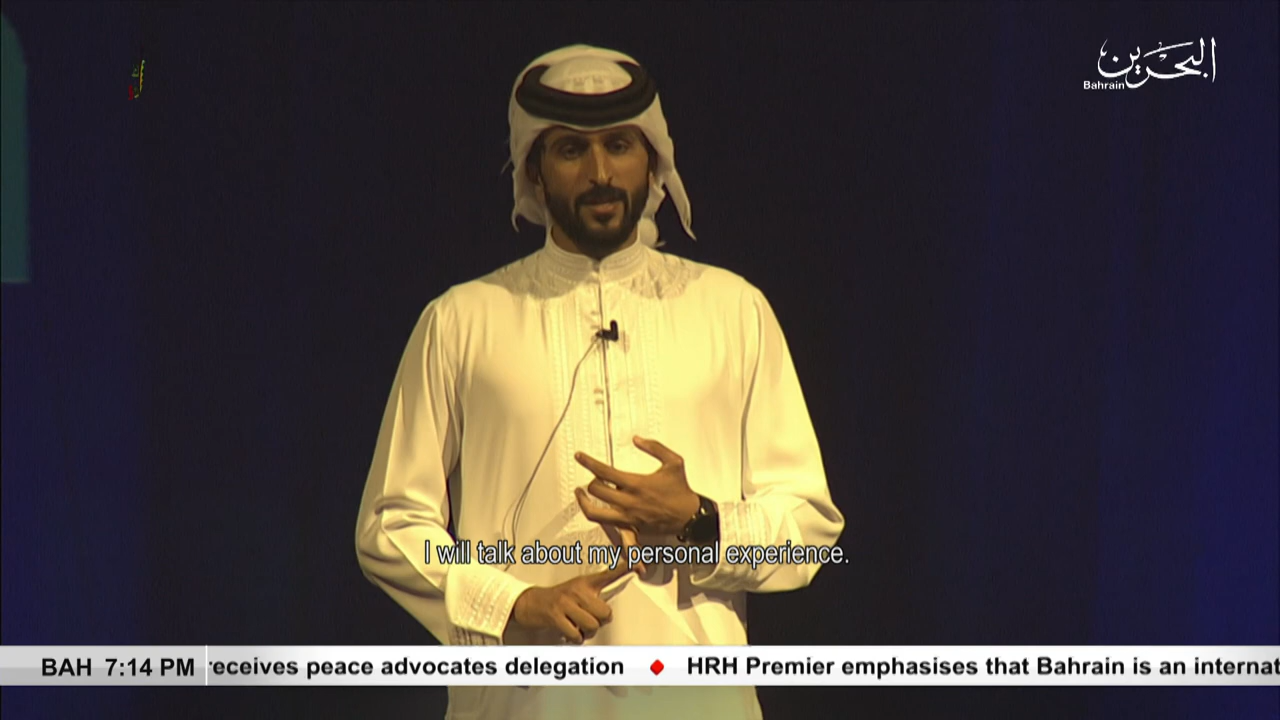 البحرين
Bahrain
I will talk about my personal experience.
BAH 7:14 PM
eceives peace advocates delegation
HRH Premier emphasises that Bahrain is an internat